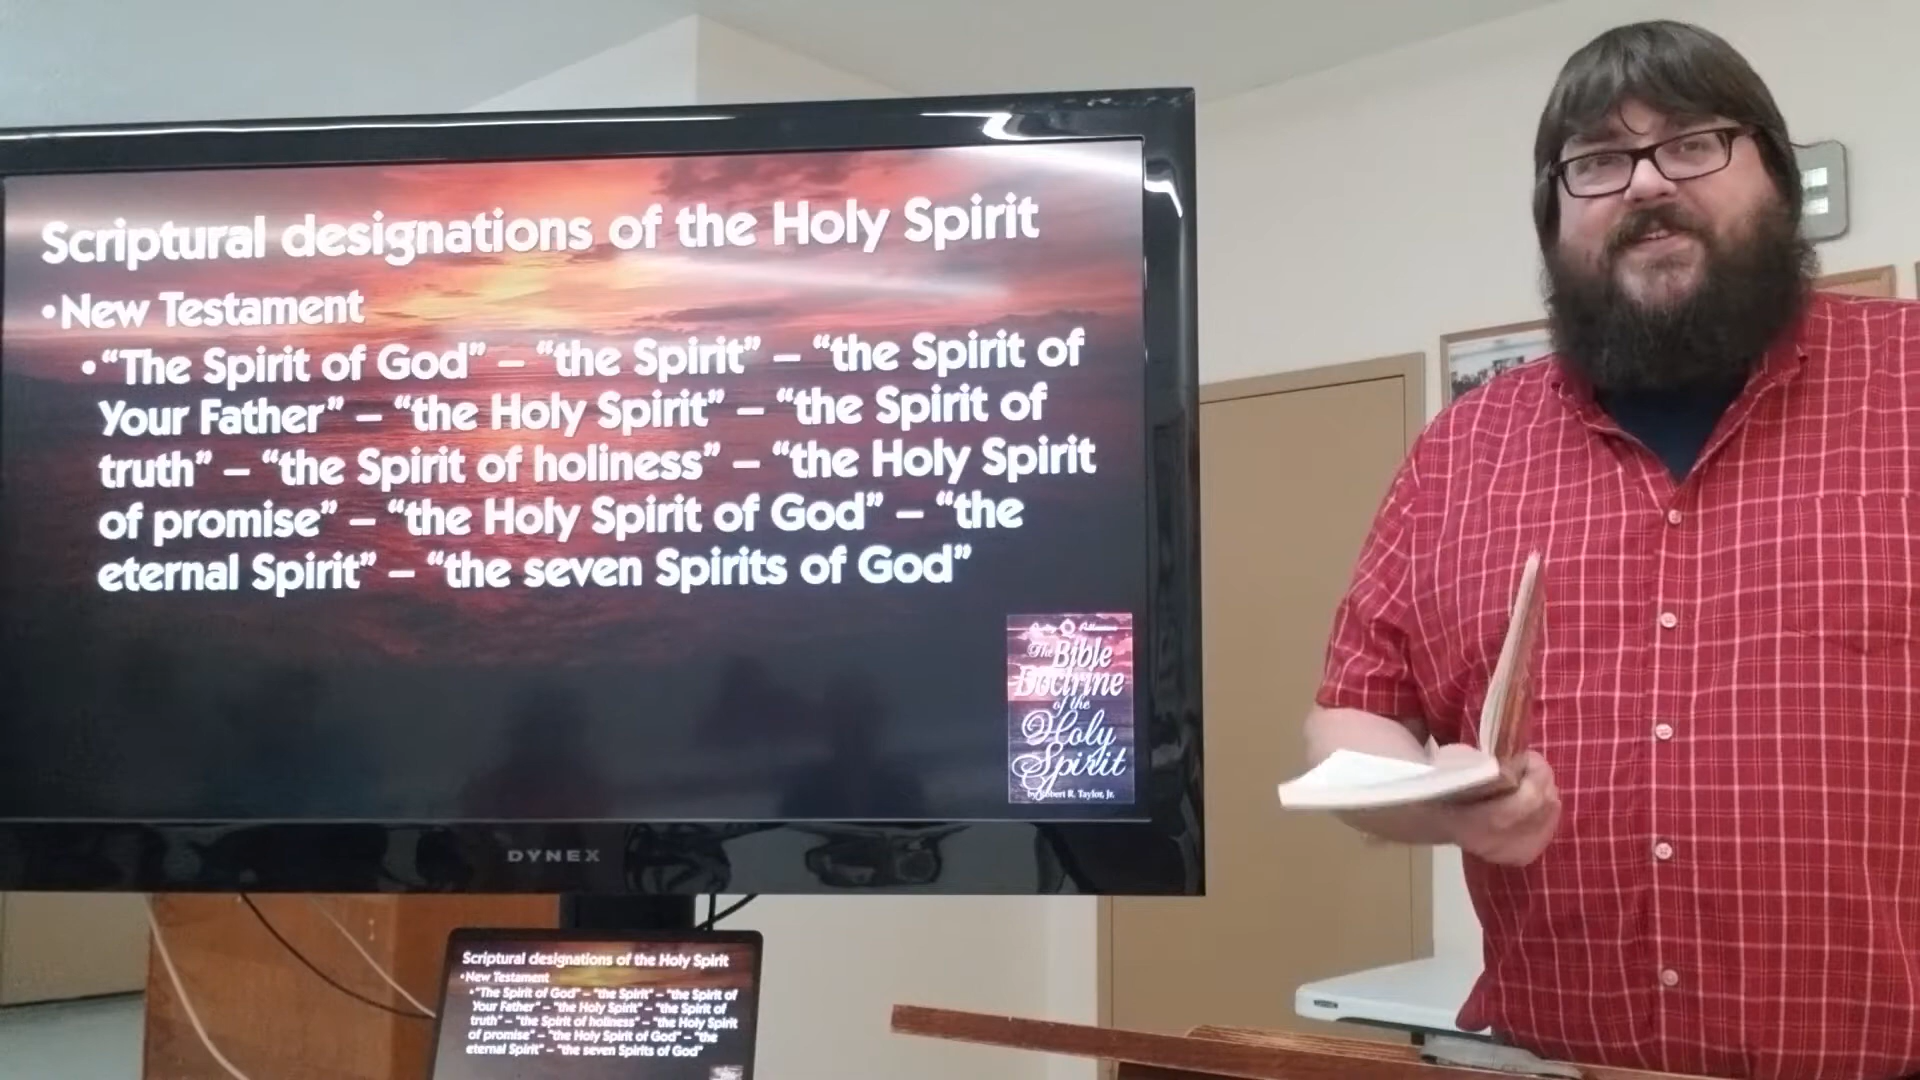 Scriptural designations of the Holy Spirit
•New Testament
•“The Spirit of God” – “the Spirit” – “the Spirit of
Your Father” – “the Holy Spirit” – “the Spirit of
truth” – “the Spirit of holiness” – “the Holy Spirit
of promise” – “the Holy Spirit of God” – “the
eternal Spirit” – “the seven Spirits of God”
The Bible
Doctrine
of the
Holy
Spirit
by Robert R. Taylor, Jr.
DYNEX
Scriptural designations of the Holy Spirit
•New Testament
•“The Spirit of God” – “the Spirit” – “the Spirit of
Your Father” – “the Holy Spirit” – “the Spirit of
truth” – “the Spirit of holiness” – “the Holy Spirit
of promise” – “the Holy Spirit of God” – “the
eternal Spirit” – “the seven Spirits of God”